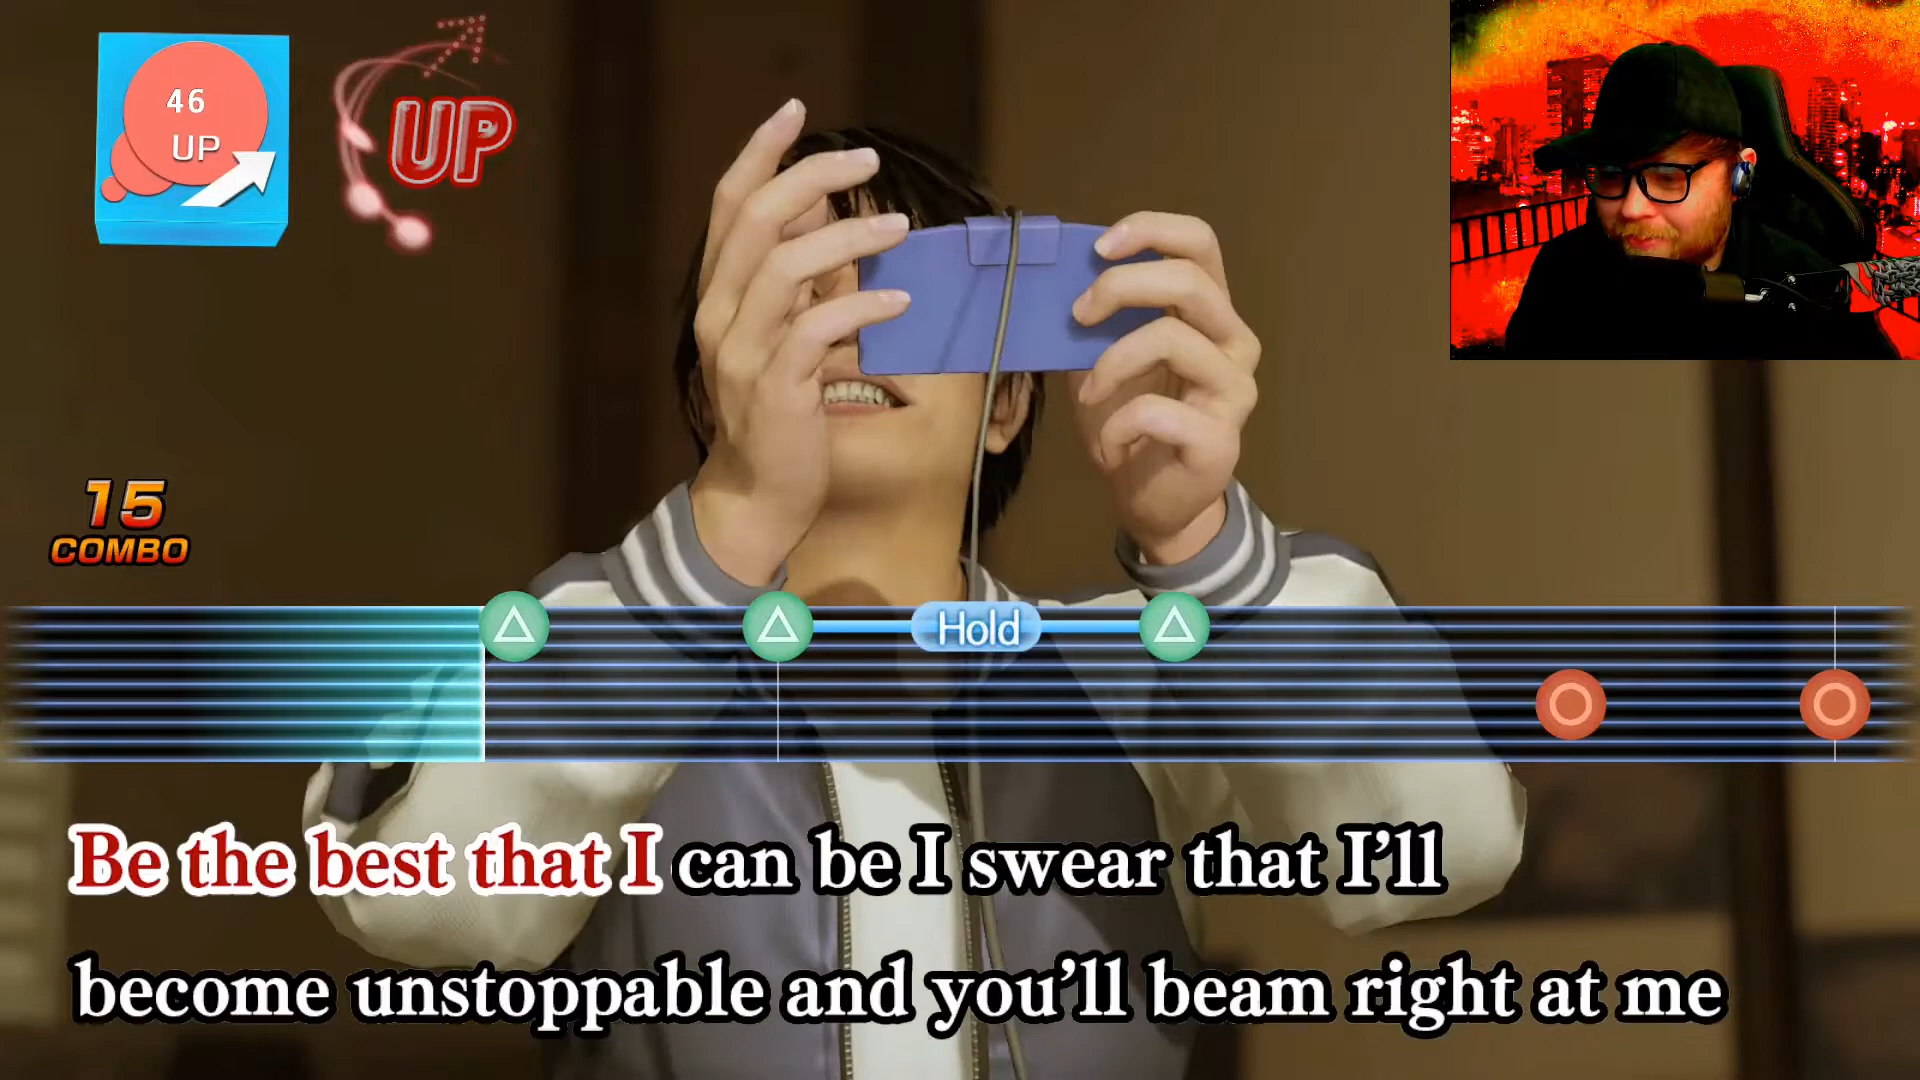 46
UP
UP
15
COMBO
Hold
Be the best that I can be I swear that I'll
become unstoppable and you'll beam right at me